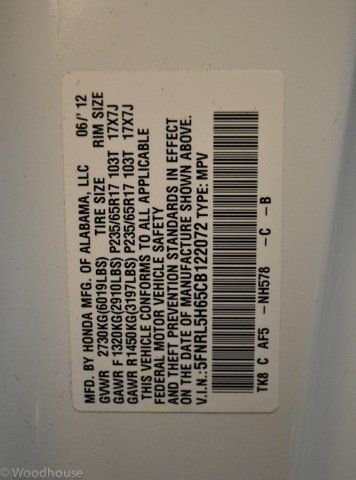 MFD. BY HONDA MFG. OF ALABAMA, LLC 06/'12
GVWR 2730KG(6019LBS) TIRE SIZE RIM SIZE
GAWR F 1320KG(2910LBS) P235/65R17 103T 17X7J
GAWR R 1450KG(3197LBS) P235/65R17 103T 17X7J
THIS VEHICLE CONFORMS TO ALL APPLICABLE
FEDERAL MOTOR VEHICLE SAFETY
AND THEFT PREVENTION STANDARDS IN EFFECT
ON THE DATE OF MANUFACTURE SHOWN ABOVE.
V.I.N.:5FNRL5H65CB122072 TYPE: MPV
TK8 C AF5 -NH578 -C -B
© Woodhouse